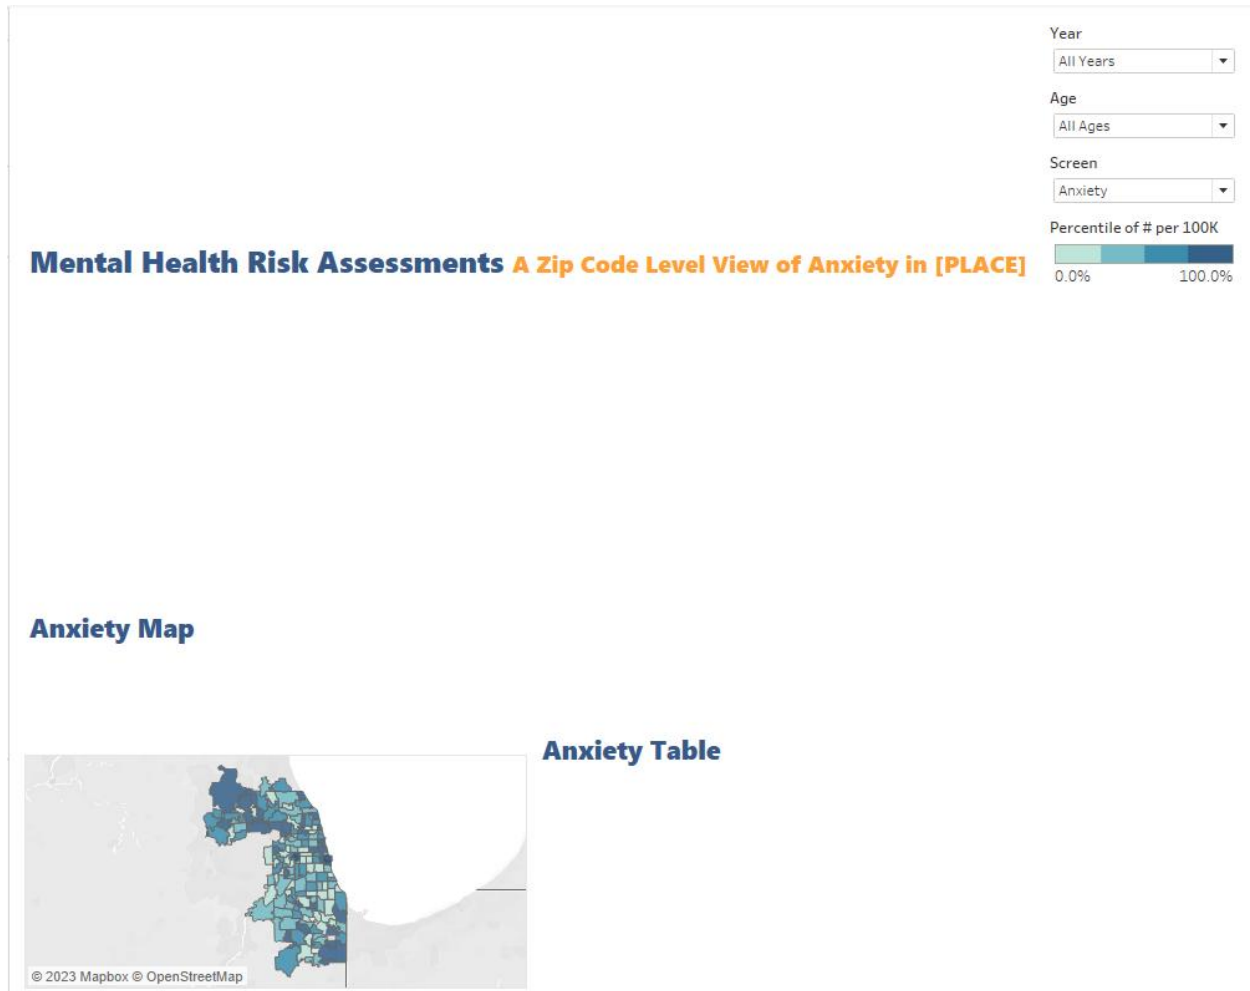 Year
All Years
Age
All Ages
Screen
Anxiety
Percentile of # per 100K
0.0% 100.0%
Mental Health Risk Assessments A Zip Code Level View of Anxiety in [PLACE]
Anxiety Map
Anxiety Table
© 2023 Mapbox © OpenStreetMap